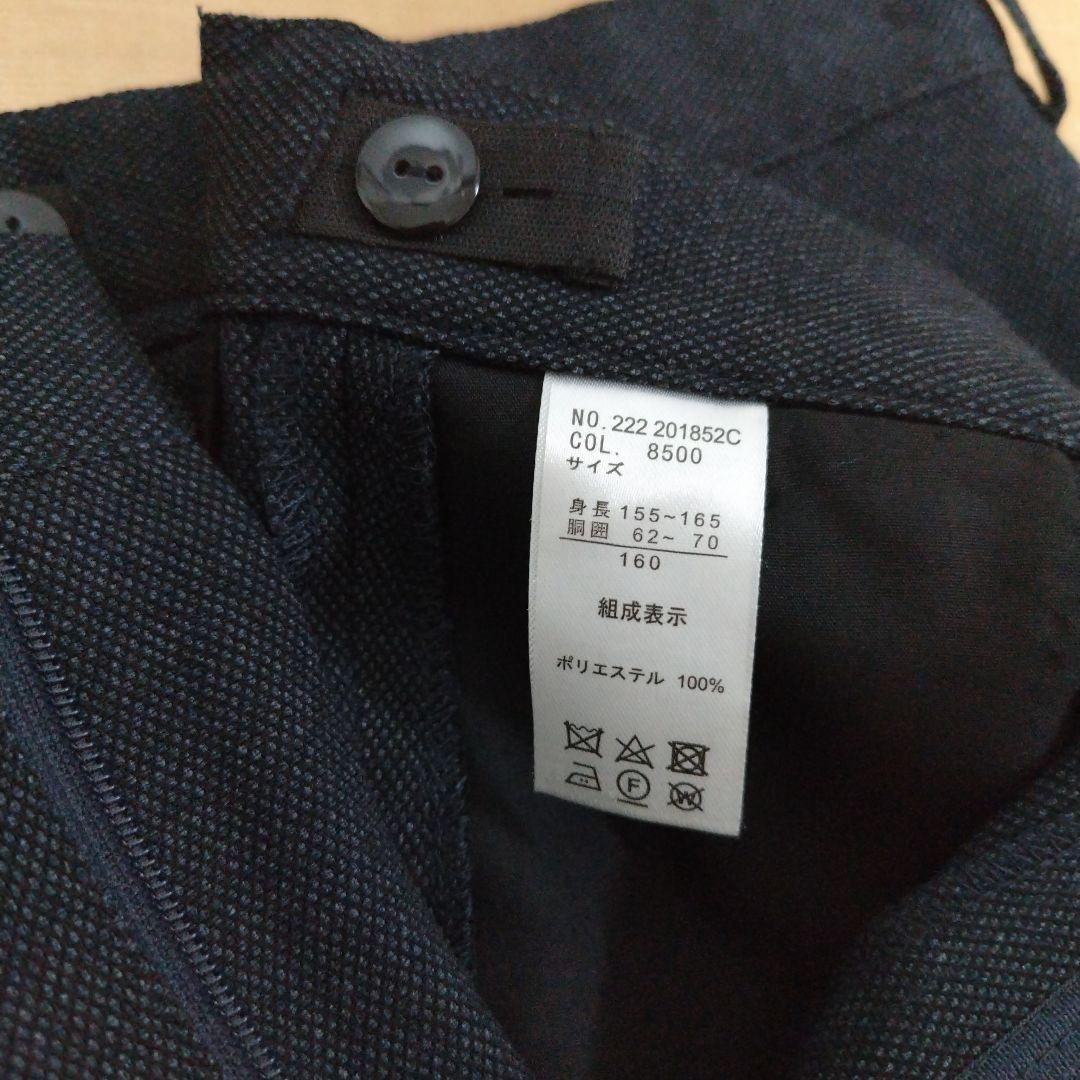 NO. 222 201852C
COL. 8500
サイズ
身長 155~165
胴囲 62~ 70
160
組成表示
ポリエステル 100%
F
W